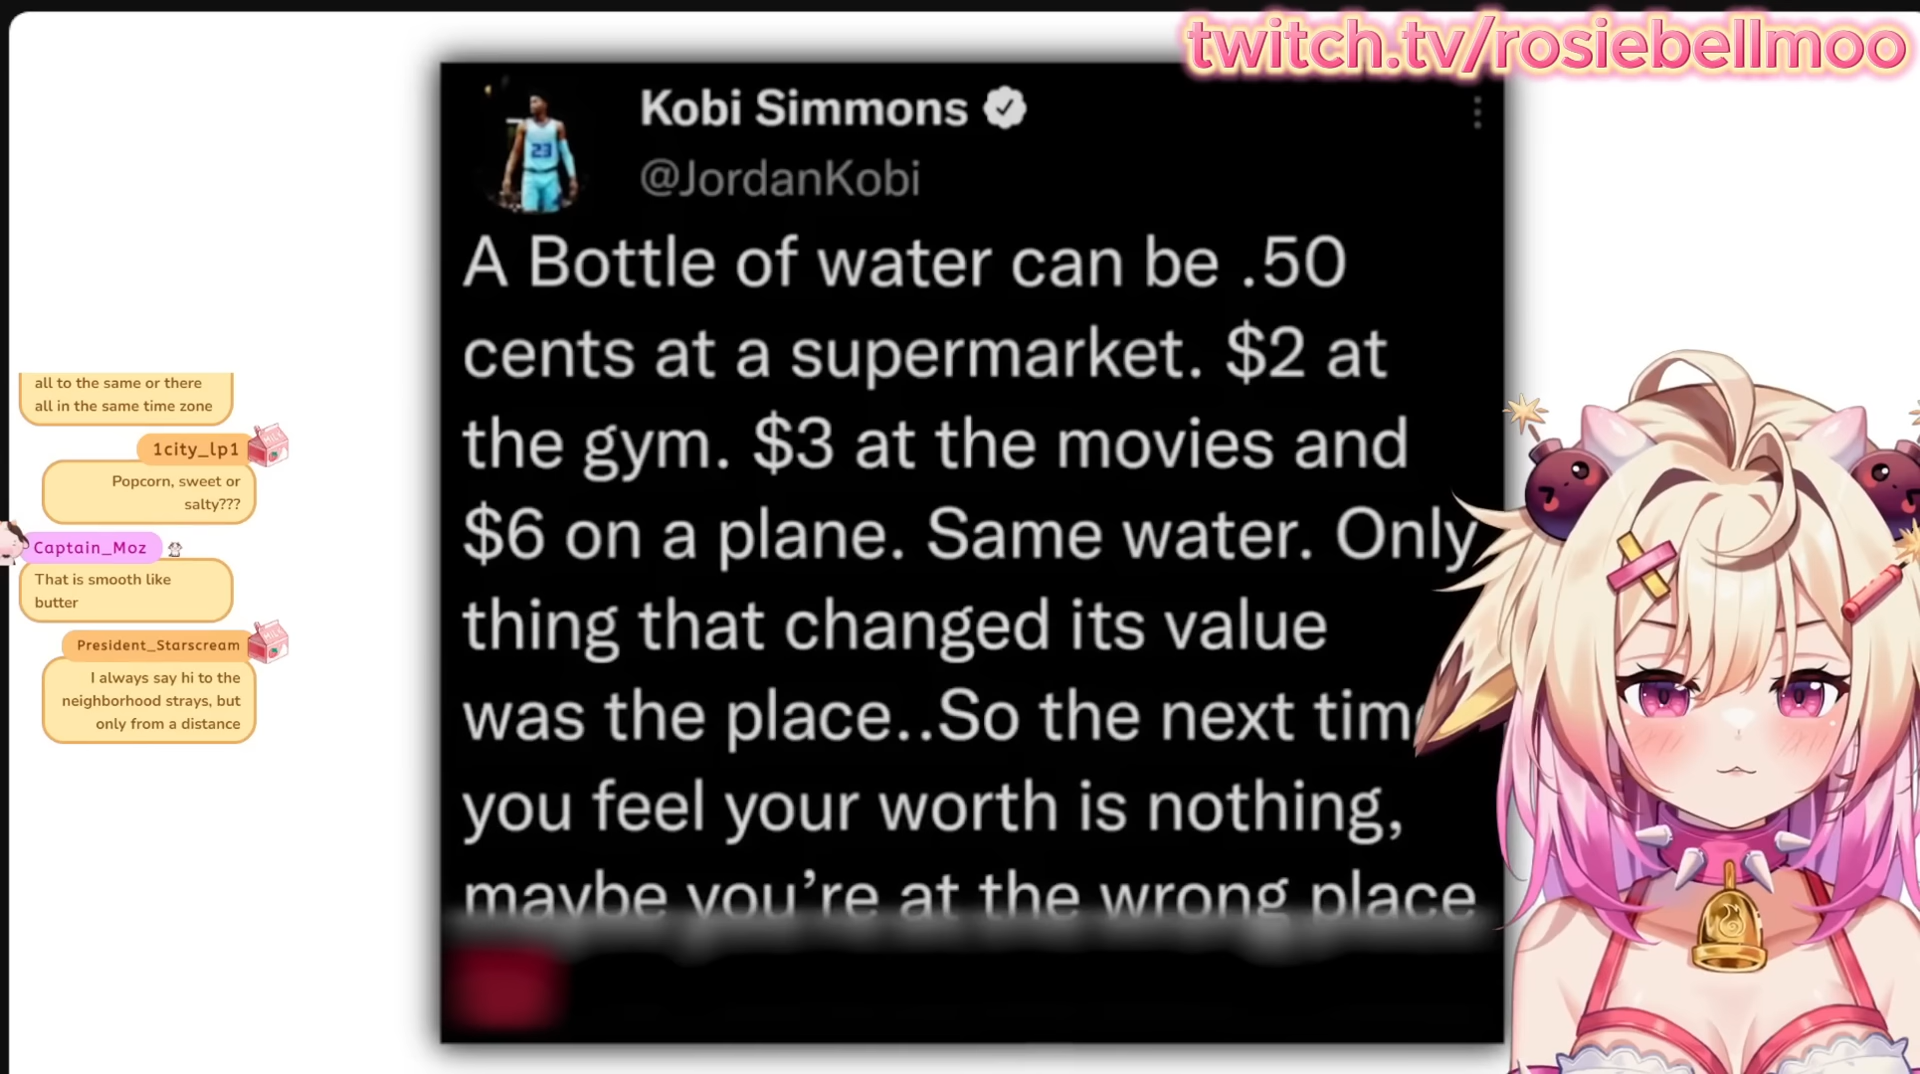 twitch.tv/rosiebellmoo
Kobi Simmons
@JordanKobi
A Bottle of water can be .50
cents at a supermarket. $2 at
the gym. $3 at the movies and
$6 on a plane. Same water. Only
thing that changed its value
was the place..So the next time
you feel your worth is nothing,
maybe you’re at the wrong place
23
all to the same or there
all in the same time zone
1city_lp1
Popcorn, sweet or
salty???
Captain_Moz
That is smooth like
butter
President_Starscream
I always say hi to the
neighborhood strays, but
only from a distance